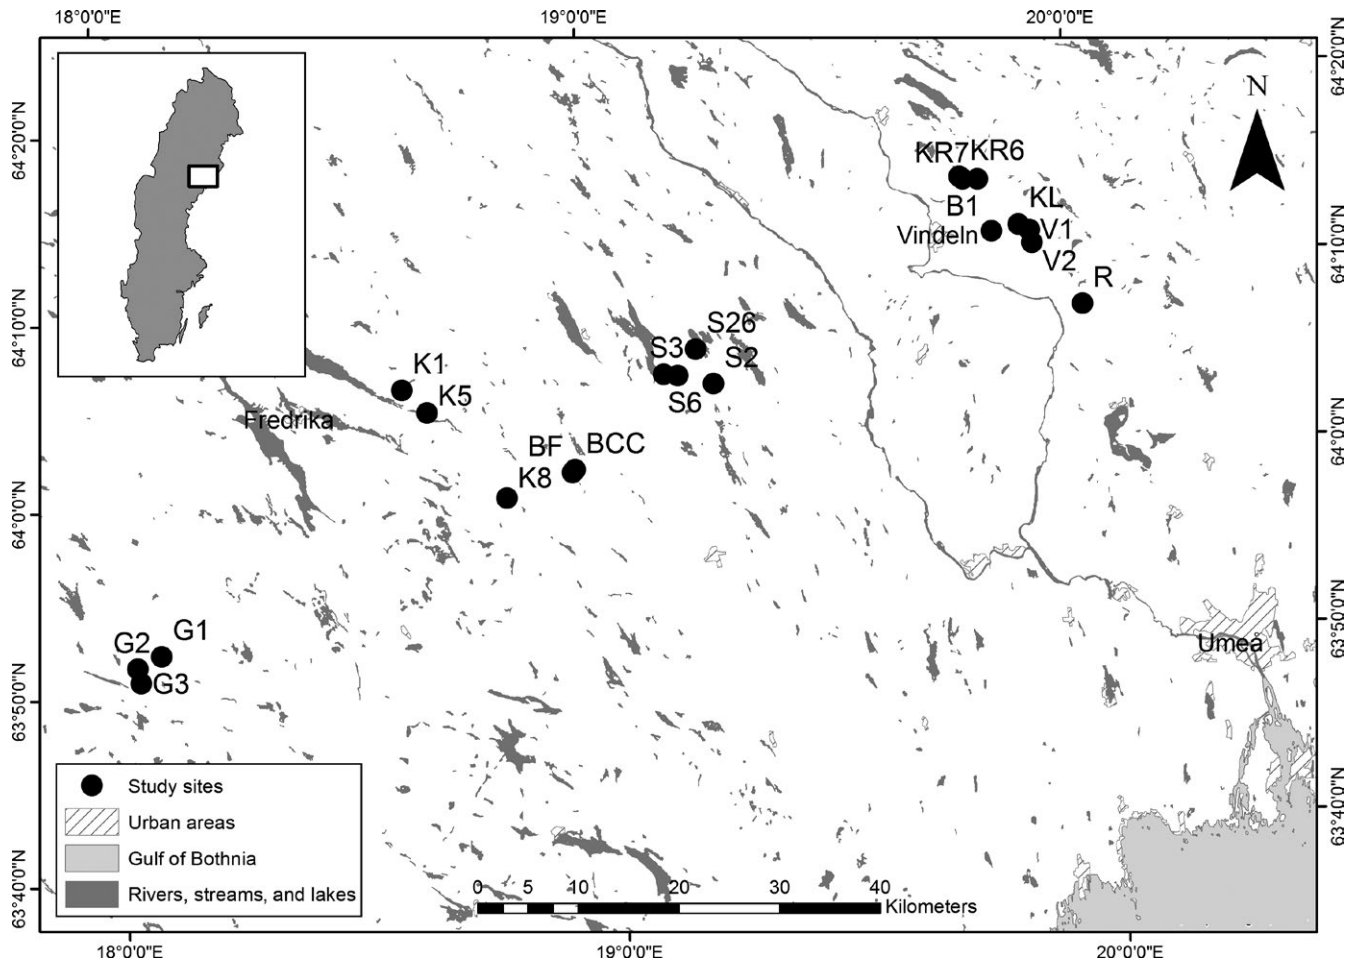 18°0'0"E 19°0'0"E 20°0'0"E
64°20'0"N
64°20'0"N
N
KR7 KR6
B1
KL
V1
Vindeln
V2
64°10'0"N
R
64°10'0"N
S26
S3
S2
S6
K1
K5
Fredrika
64°0'0"N
BF BCC
K8
64°0'0"N
63°50'0"N
G1
G2
G3
Umea
63°50'0"N
Study sites
Urban areas
Gulf of Bothnia
Rivers, streams, and lakes
63°40'0"N
63°40'0"N
0 5 10 20 30 40
Kilometers
18°0'0"E 19°0'0"E 20°0'0"E